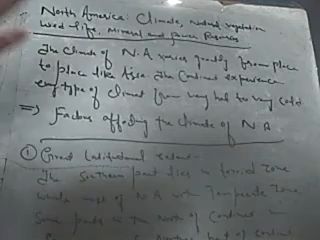 North America: Climate, natural vegetation
wild life, mineral and power Resources
The Climate of N.A varies greatly from place
to place like Asia. The Continent experience
every type of climate from very hot to very cold
=> Factors affecting the climate of N A
① Great Latitudinal extent -
The Southern part lies in torrid Zone
while most of N A with Temperate Zone
Some parts in the North of Continent in